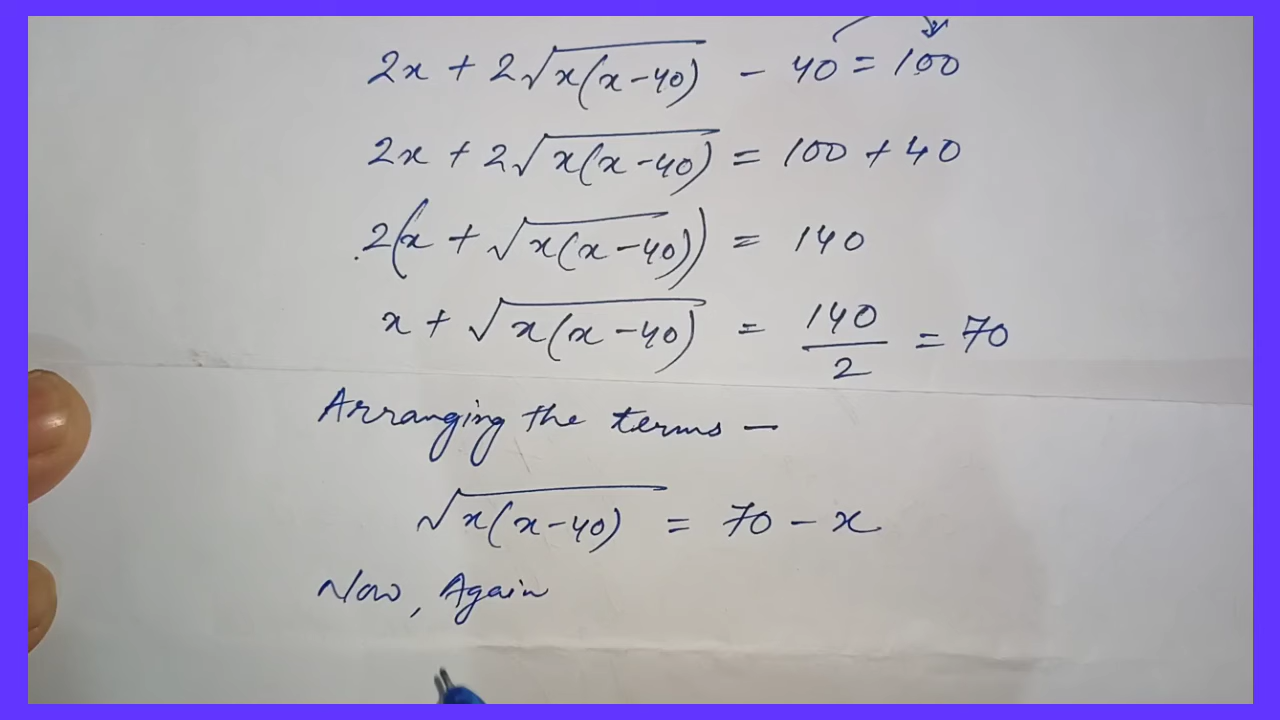 2x + 2√x(x-40) - 40 = 100
2x + 2√x(x-40) = 100 + 40
2(x + √x(x-40)) = 140
x + √x(x-40) = 140/2 = 70
Arranging the terms —
√x(x-40) = 70 - x
Now, Again